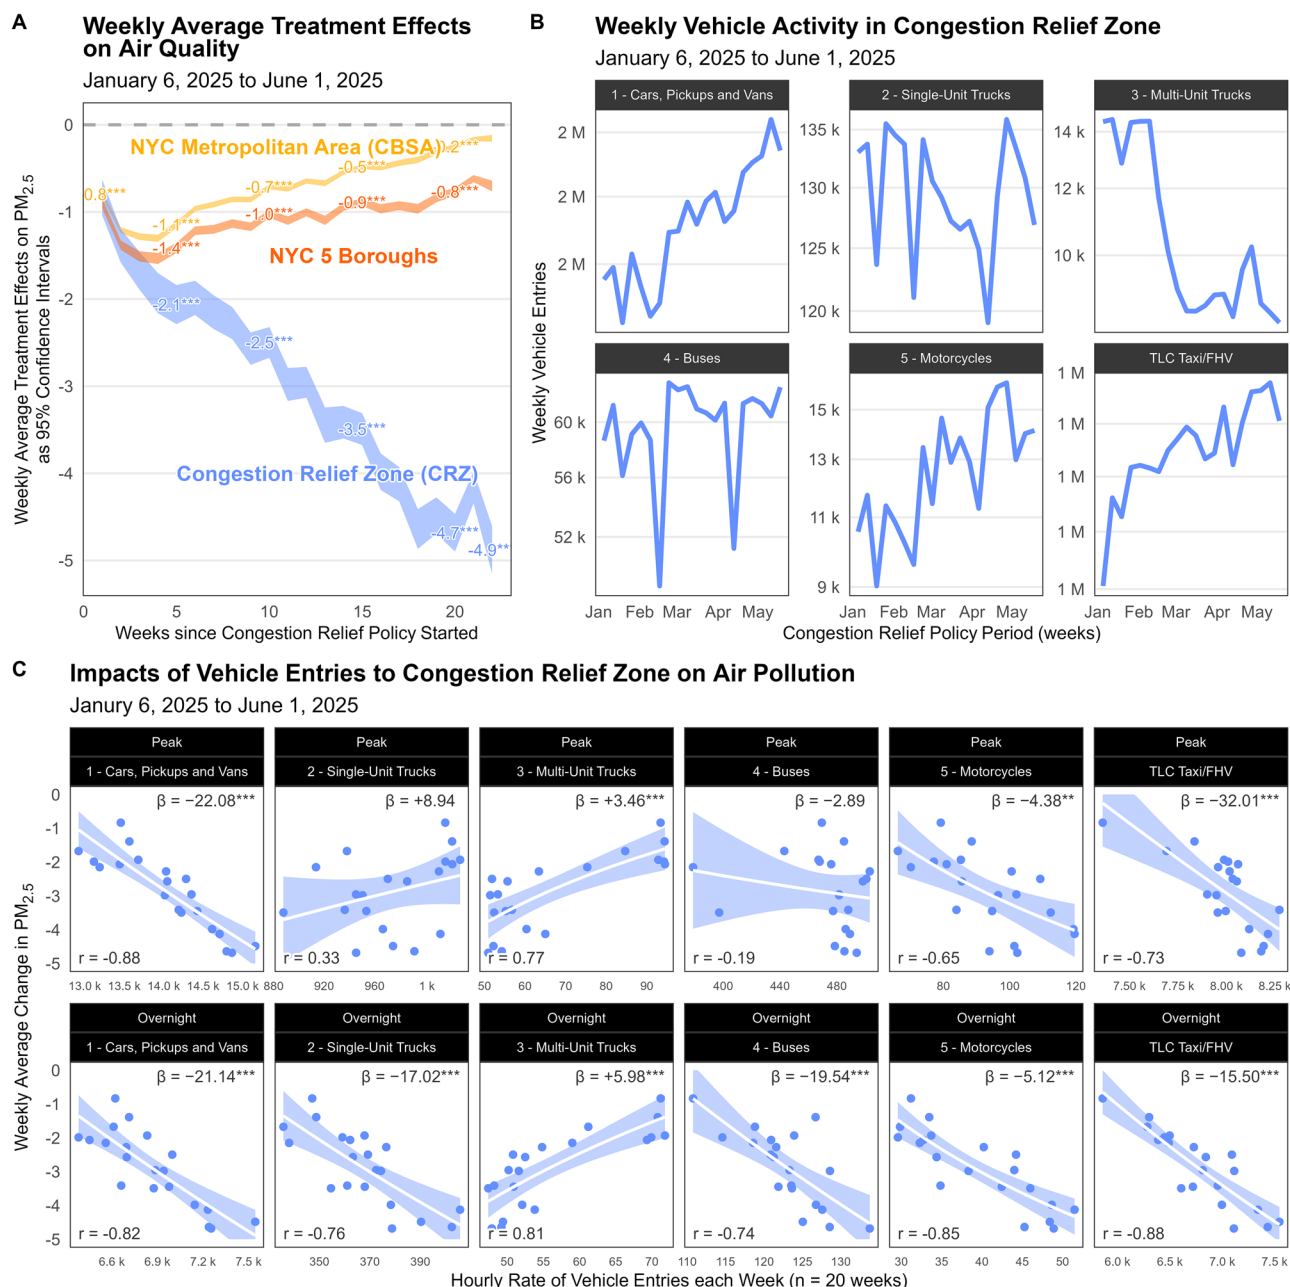 A
Weekly Average Treatment Effects
on Air Quality
January 6, 2025 to June 1, 2025
Weekly Average Treatment Effects on PM2.5
as 95% Confidence Intervals
0
-1
-2
-3
-4
-5
NYC Metropolitan Area (CBSA)
0.8***
-1.1***
-0.7***
-0.5***
-0.2***
-1.4***
-1.0***
-0.9***
-0.8***
NYC 5 Boroughs
-2.1***
-2.5***
-3.5***
Congestion Relief Zone (CRZ)
-4.7***
-4.9**
0 5 10 15 20
Weeks since Congestion Relief Policy Started
B
Weekly Vehicle Activity in Congestion Relief Zone
January 6, 2025 to June 1, 2025
Weekly Vehicle Entries
1 - Cars, Pickups and Vans
2 M
2 M
2 M
2 - Single-Unit Trucks
135 k
130 k
125 k
120 k
3 - Multi-Unit Trucks
14 k
12 k
10 k
4 - Buses
60 k
56 k
52 k
Jan Feb Mar Apr May
5 - Motorcycles
15 k
13 k
11 k
9 k
Jan Feb Mar Apr May
TLC Taxi/FHV
1 M
1 M
1 M
1 M
1 M
Jan Feb Mar Apr May
Congestion Relief Policy Period (weeks)
C
Impacts of Vehicle Entries to Congestion Relief Zone on Air Pollution
Janury 6, 2025 to June 1, 2025
Weekly Average Change in PM2.5
Peak
1 - Cars, Pickups and Vans
β = −22.08***
r = -0.88
0
-1
-2
-3
-4
-5
13.0 k 13.5 k 14.0 k 14.5 k 15.0 k
Peak
2 - Single-Unit Trucks
β = +8.94
r = 0.33
880 920 960 1 k
Peak
3 - Multi-Unit Trucks
β = +3.46***
r = 0.77
50 60 70 80 90
Peak
4 - Buses
β = −2.89
r = -0.19
400 440 480
Peak
5 - Motorcycles
β = −4.38**
r = -0.65
80 100 120
Peak
TLC Taxi/FHV
β = −32.01***
r = -0.73
7.50 k 7.75 k 8.00 k 8.25 k
Overnight
1 - Cars, Pickups and Vans
β = −21.14***
r = -0.82
0
-1
-2
-3
-4
-5
6.6 k 6.9 k 7.2 k 7.5 k
Overnight
2 - Single-Unit Trucks
β = −17.02***
r = -0.76
350 370 390
Overnight
3 - Multi-Unit Trucks
β = +5.98***
r = 0.81
50 55 60 65 70
Overnight
4 - Buses
β = −19.54***
r = -0.74
110 115 120 125 130
Overnight
5 - Motorcycles
β = −5.12***
r = -0.85
30 35 40 45 50
Overnight
TLC Taxi/FHV
β = −15.50***
r = -0.88
6.0 k 6.5 k 7.0 k 7.5 k
Hourly Rate of Vehicle Entries each Week (n = 20 weeks)